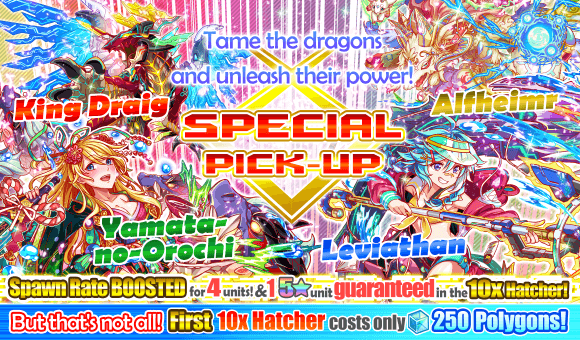 Tame the dragons
and unleash their power!
King Draig
Alfheimr
SPECIAL
PICK-UP
Yamata-
no-Orochi
Leviathan
Spawn Rate BOOSTED for 4 units! & 1 5★ unit guaranteed in the 10x Hatcher!
But that's not all! First 10x Hatcher costs only 250 Polygons!